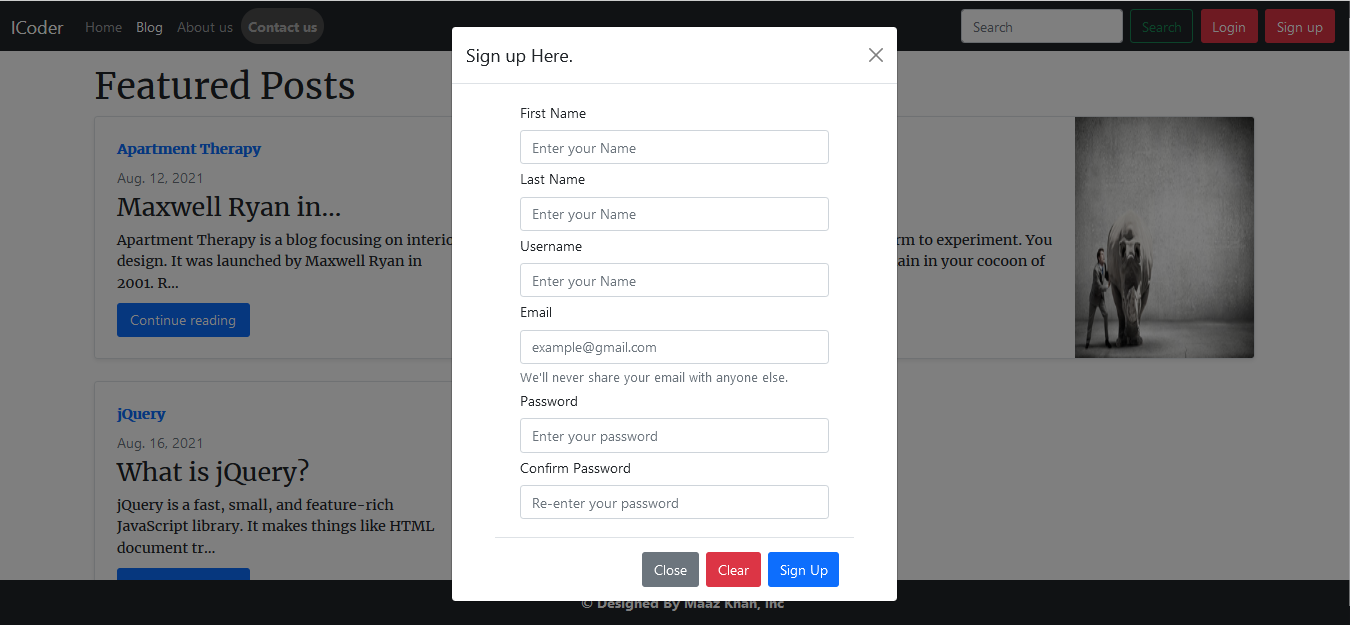 ICoder Home Blog About us Contact us Search Search Login Sign up
Featured Posts
Apartment Therapy
Aug. 12, 2021
Maxwell Ryan in...
Apartment Therapy is a blog focusing on interio
design. It was launched by Maxwell Ryan in
2001. R...
Continue reading
rm to experiment. You
ain in your cocoon of
jQuery
Aug. 16, 2021
What is jQuery?
jQuery is a fast, small, and feature-rich
JavaScript library. It makes things like HTML
document tr...
Sign up Here.
First Name
Enter your Name
Last Name
Enter your Name
Username
Enter your Name
Email
example@gmail.com
We'll never share your email with anyone else.
Password
Enter your password
Confirm Password
Re-enter your password
Close Clear Sign Up
© Designed By Maaz Khan, Inc